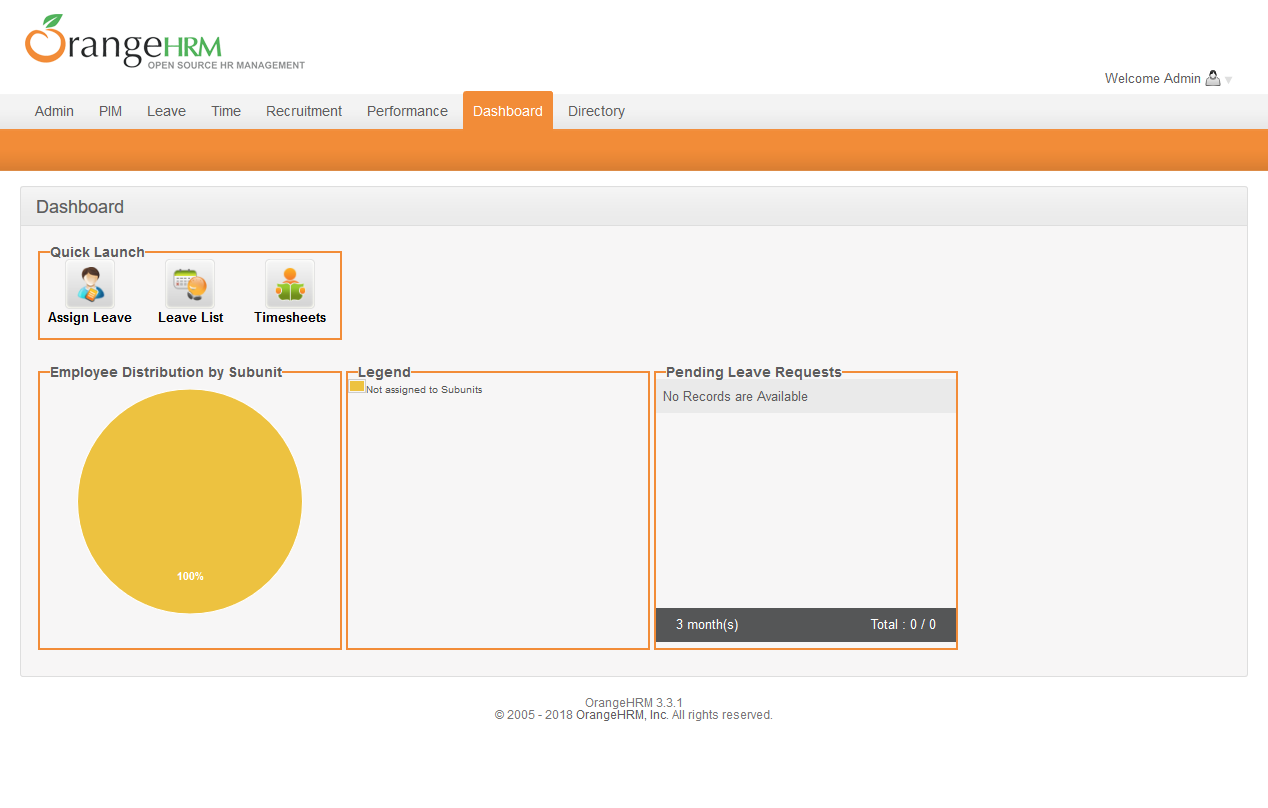 OrangeHRM
OPEN SOURCE HR MANAGEMENT
Welcome Admin
Admin PIM Leave Time Recruitment Performance Dashboard Directory
Dashboard
Quick Launch
Assign Leave Leave List Timesheets
Employee Distribution by Subunit
100%
Legend
Not assigned to Subunits
Pending Leave Requests
No Records are Available
3 month(s) Total : 0 / 0
OrangeHRM 3.3.1
© 2005 - 2018 OrangeHRM, Inc. All rights reserved.